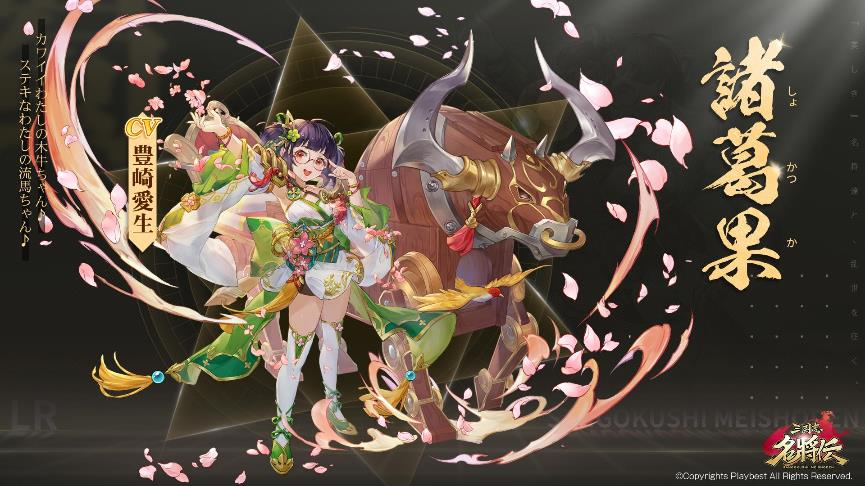 カワイイわたしの木牛ちゃん♪
ステキなわたしの流馬ちゃん♪
CV
豊崎愛生
諸葛果
しょ
かつ
か
LR
SANGOKUSHI MEISHODEN
三国志
名将伝
©Copyrights Playbest All Rights Reserved.